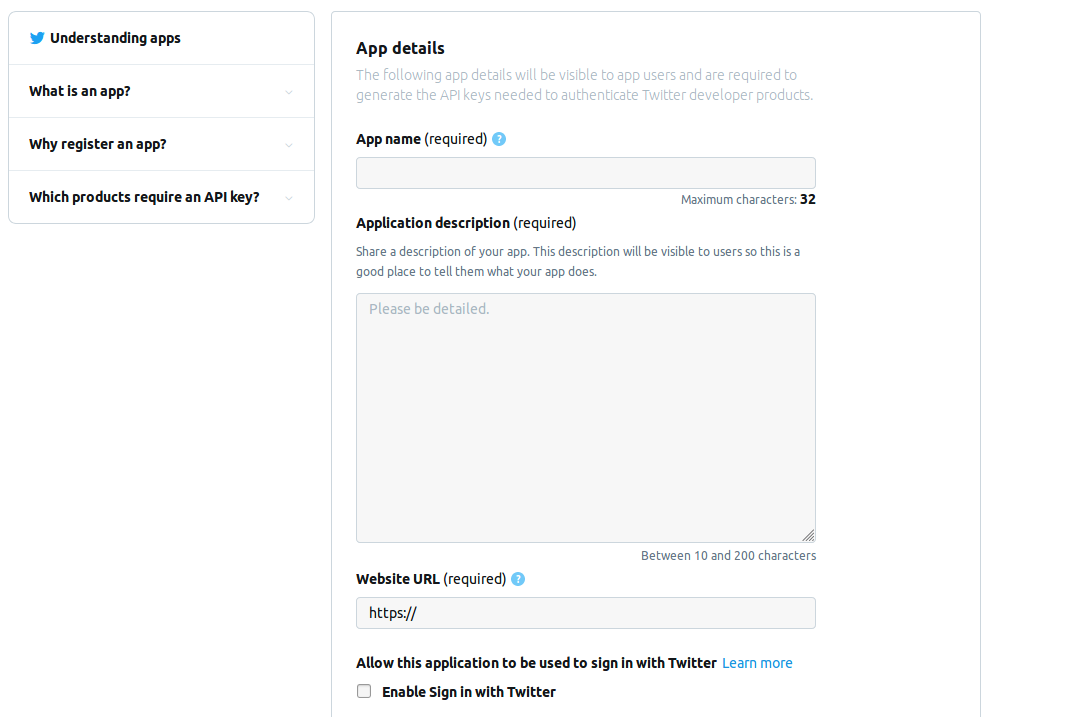 Understanding apps
What is an app?
Why register an app?
Which products require an API key?
App details
The following app details will be visible to app users and are required to
generate the API keys needed to authenticate Twitter developer products.
App name (required) ?
Maximum characters: 32
Application description (required)
Share a description of your app. This description will be visible to users so this is a
good place to tell them what your app does.
Please be detailed.
Between 10 and 200 characters
Website URL (required) ?
https://
Allow this application to be used to sign in with Twitter Learn more
Enable Sign in with Twitter